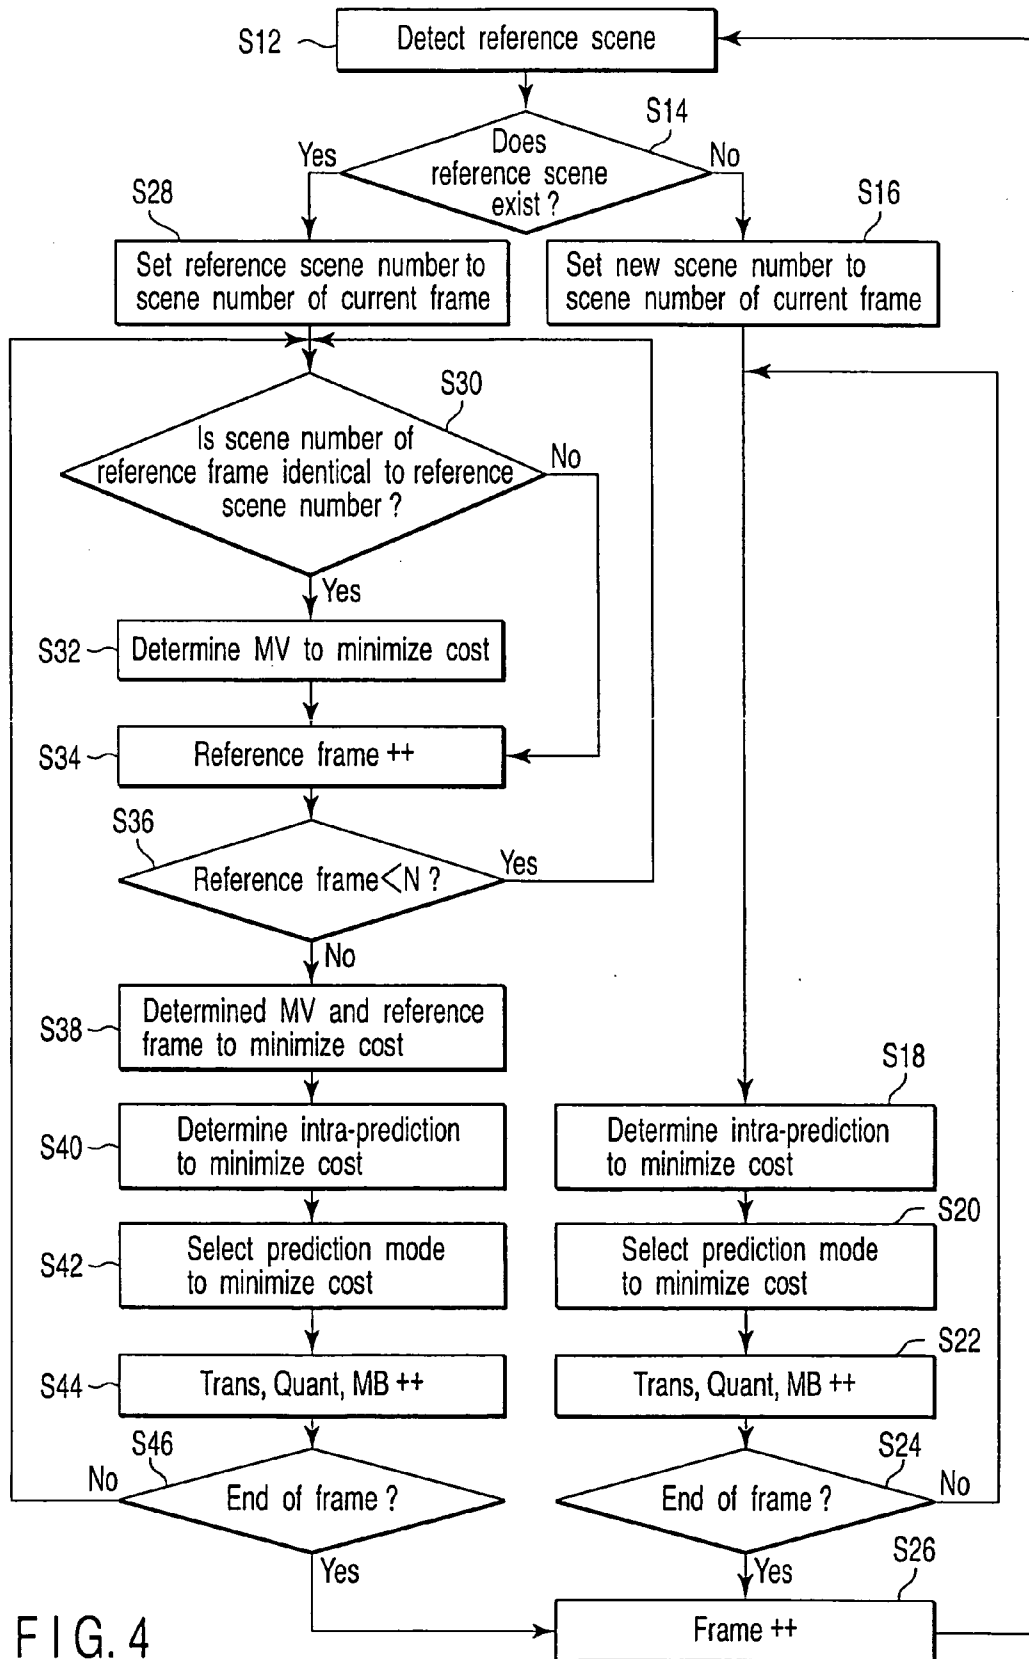 S12
Detect reference scene
S14
Does
reference scene
exist?
Yes
No
S28
S16
Set reference scene number to
scene number of current frame
Set new scene number to
scene number of current frame
S30
Is scene number of
reference frame identical to reference
scene number?
No
Yes
S32
Determine MV to minimize cost
S34
Reference frame ++
S36
Reference frame<N?
Yes
No
S38
Determined MV and reference
frame to minimize cost
S18
S40
Determine intra-prediction
to minimize cost
Determine intra-prediction
to minimize cost
S20
S42
Select prediction mode
to minimize cost
Select prediction mode
to minimize cost
S22
S44
Trans, Quant, MB ++
Trans, Quant, MB ++
S46
S24
No
End of frame?
End of frame?
No
Yes
Yes
S26
Frame ++
FIG. 4